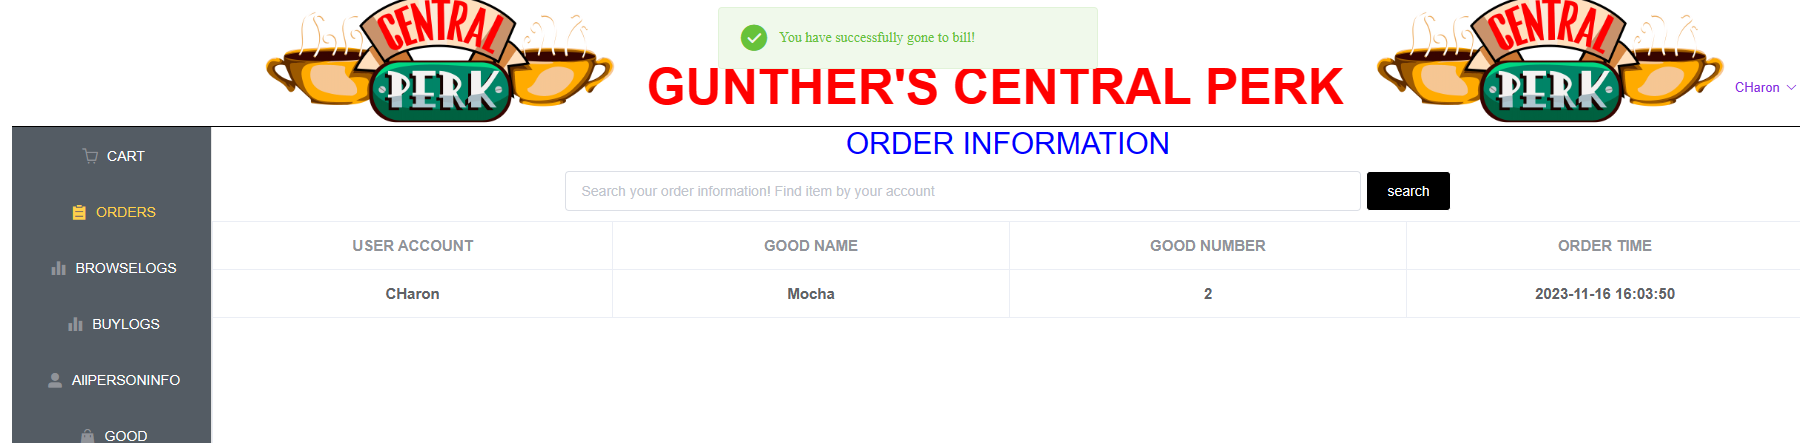 CENTRAL
PERK
You have successfully gone to bill!
GUNTHER'S CENTRAL PERK
CENTRAL
PERK
CHaron
CART
ORDERS
BROWSELOGS
BUYLOGS
AllPERSONINFO
GOOD
ORDER INFORMATION
Search your order information! Find item by your account
search
USER ACCOUNT GOOD NAME GOOD NUMBER ORDER TIME
CHaron Mocha 2 2023-11-16 16:03:50